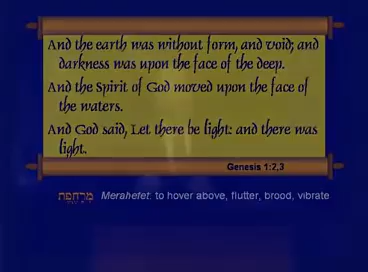 And the earth was without form, and void; and
darkness was upon the face of the deep.
And the Spirit of God moved upon the face of
the waters.
And God said, Let there be light: and there was
light.
Genesis 1:2,3
מְרַחֶפֶת Merahefet: to hover above, flutter, brood, vibrate